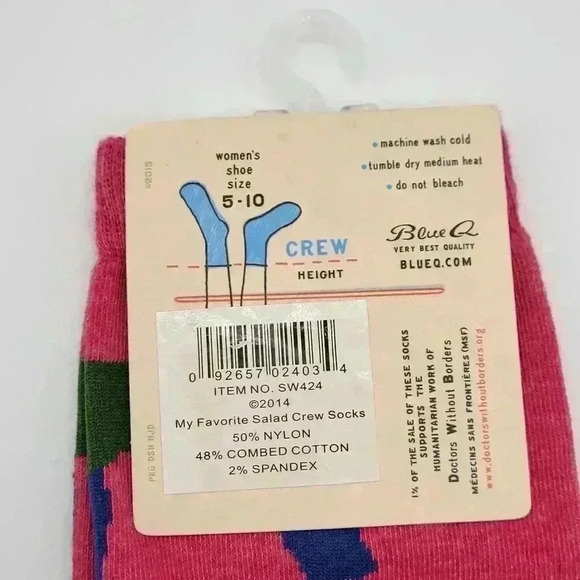 ©2015
women's
shoe
size
5-10
• machine wash cold
• tumble dry medium heat
• do not bleach
CREW
HEIGHT
Blue Q
VERY BEST QUALITY
BLUEQ.COM
0 92657 02403 4
ITEM NO. SW424
©2014
My Favorite Salad Crew Socks
50% NYLON
48% COMBED COTTON
2% SPANDEX
PKG DSN HJD
1% OF THE SALE OF THESE SOCKS
SUPPORTS THE
HUMANITARIAN WORK OF
Doctors Without Borders
MÉDECINS SANS FRONTIÈRES (MSF)
www.doctorswithoutborders.org